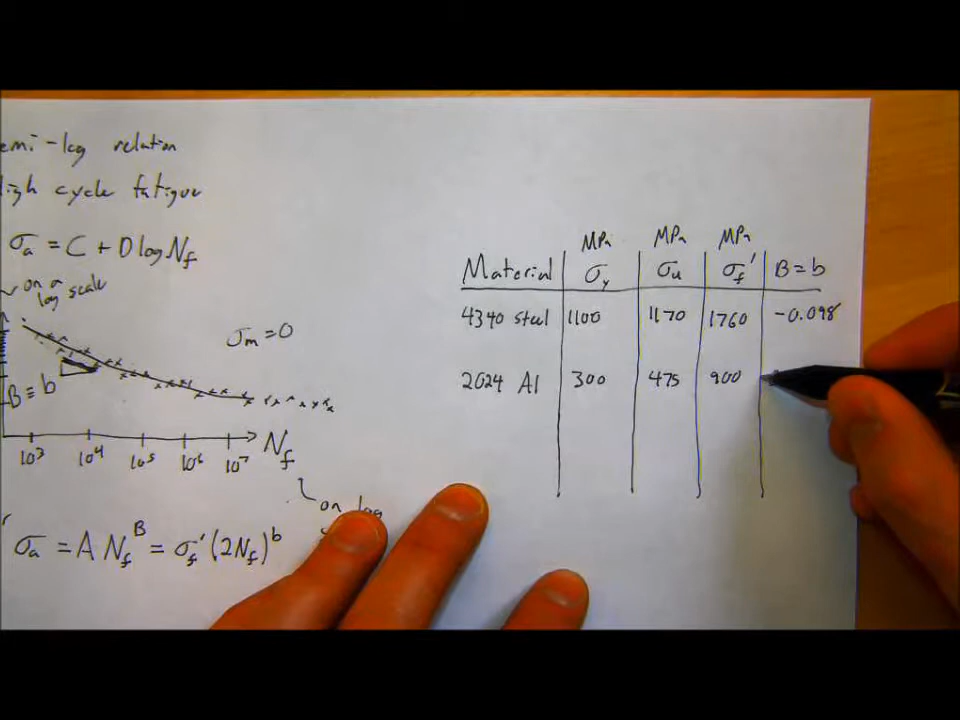 emi-log relation
High cycle fatigue
σa = C + D log Nf
on a
log scale
σm = 0
B ≡ b
10³ 10⁴ 10⁵ 10⁶ 10⁷ Nf
on log
σa = A Nf^B = σf'(2Nf)^b
MPa MPa MPa
Material σy σu σf' B=b
4340 steel 1100 1170 1760 -0.098
2024 Al 300 475 900